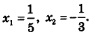 x₁ = 1/5, x₂ = -1/3.